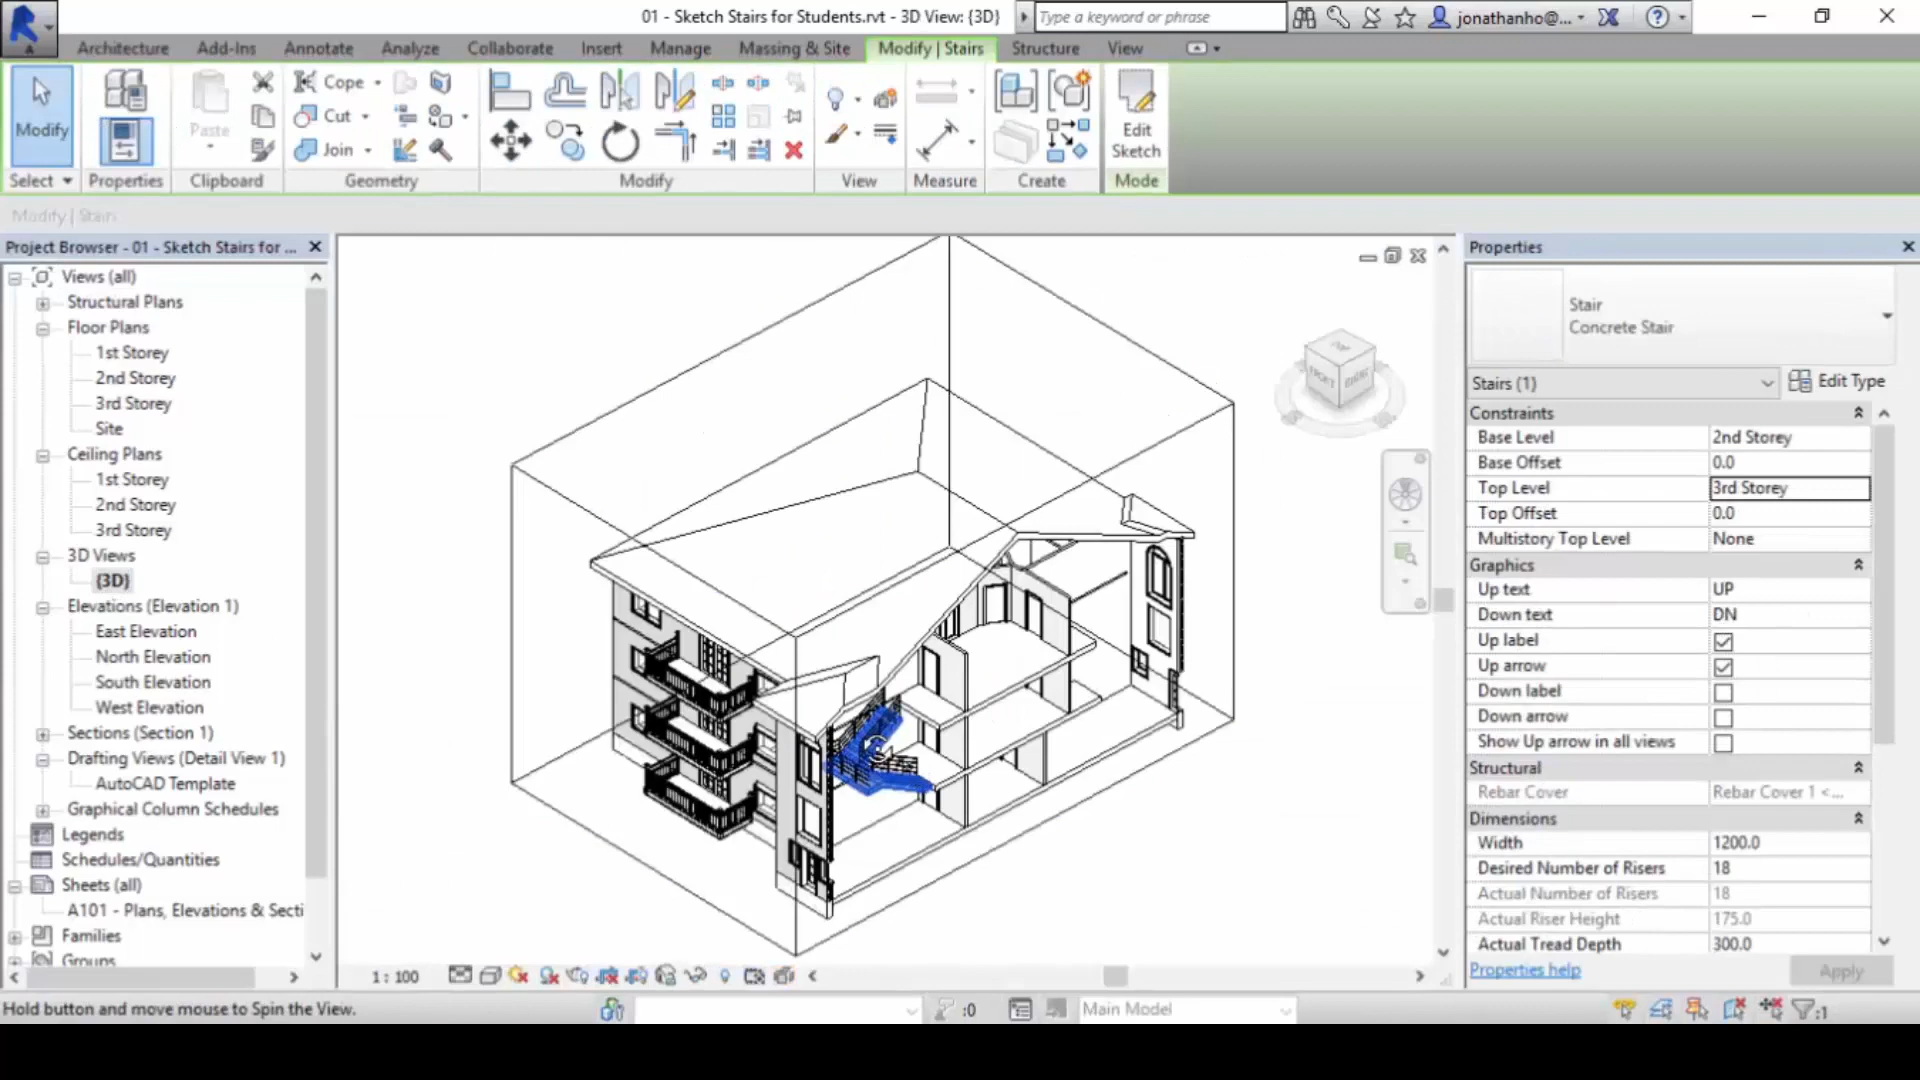 01 - Sketch Stairs for Students.rvt - 3D View: {3D}
Type a keyword or phrase
jonathanho@...
Architecture Add-Ins Annotate Analyze Collaborate Insert Manage Massing & Site Modify | Stairs Structure View
Modify
Paste
Cope
Cut
Join
Edit
Sketch
Select Properties Clipboard Geometry Modify View Measure Create Mode
Modify | Stairs
Project Browser - 01 - Sketch Stairs for ...
Views (all)
Structural Plans
Floor Plans
1st Storey
2nd Storey
3rd Storey
Site
Ceiling Plans
1st Storey
2nd Storey
3rd Storey
3D Views
{3D}
Elevations (Elevation 1)
East Elevation
North Elevation
South Elevation
West Elevation
Sections (Section 1)
Drafting Views (Detail View 1)
AutoCAD Template
Graphical Column Schedules
Legends
Schedules/Quantities
Sheets (all)
A101 - Plans, Elevations & Secti
Families
Groups
TOP
FRONT
RIGHT
1 : 100
Properties
Stair
Concrete Stair
Stairs (1)
Edit Type
Constraints
Base Level 2nd Storey
Base Offset 0.0
Top Level 3rd Storey
Top Offset 0.0
Multistory Top Level None
Graphics
Up text UP
Down text DN
Up label
Up arrow
Down label
Down arrow
Show Up arrow in all views
Structural
Rebar Cover Rebar Cover 1 <...
Dimensions
Width 1200.0
Desired Number of Risers 18
Actual Number of Risers 18
Actual Riser Height 175.0
Actual Tread Depth 300.0
Properties help
Apply
Hold button and move mouse to Spin the View.
:0
Main Model
:1